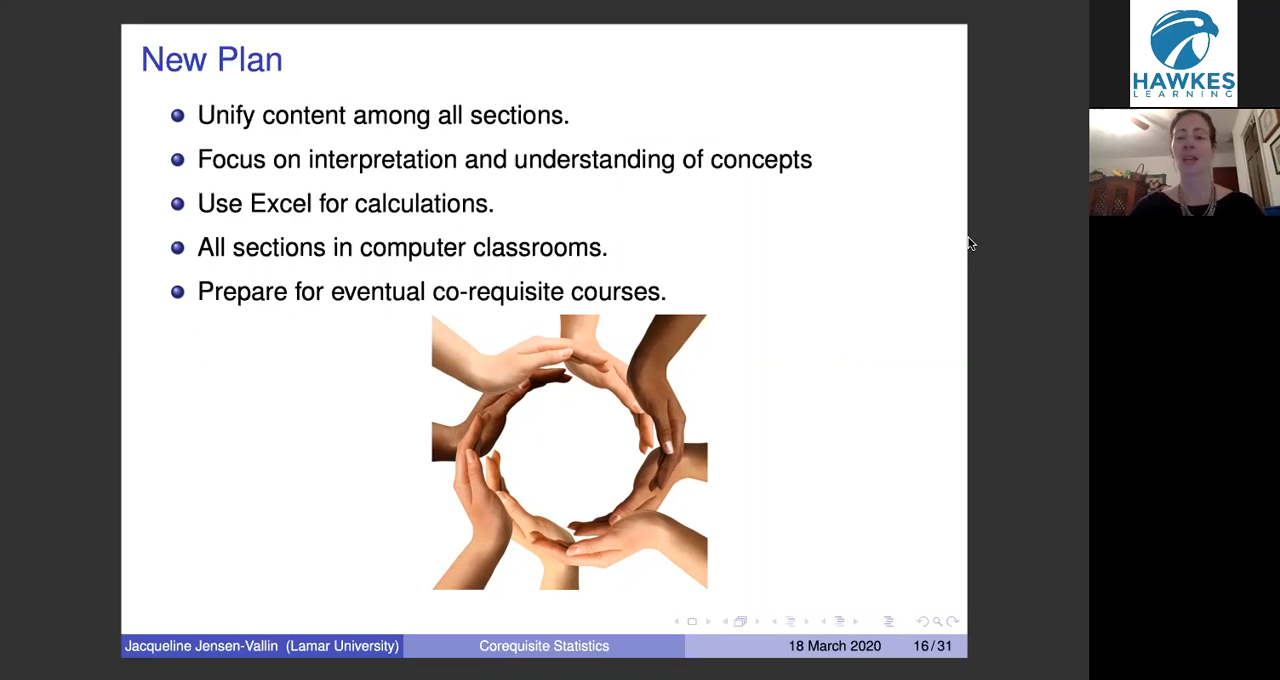 New Plan
Unify content among all sections.
Focus on interpretation and understanding of concepts
Use Excel for calculations.
All sections in computer classrooms.
Prepare for eventual co-requisite courses.
Jacqueline Jensen-Vallin (Lamar University)
Corequisite Statistics
18 March 2020
16/31
HAWKES
LEARNING